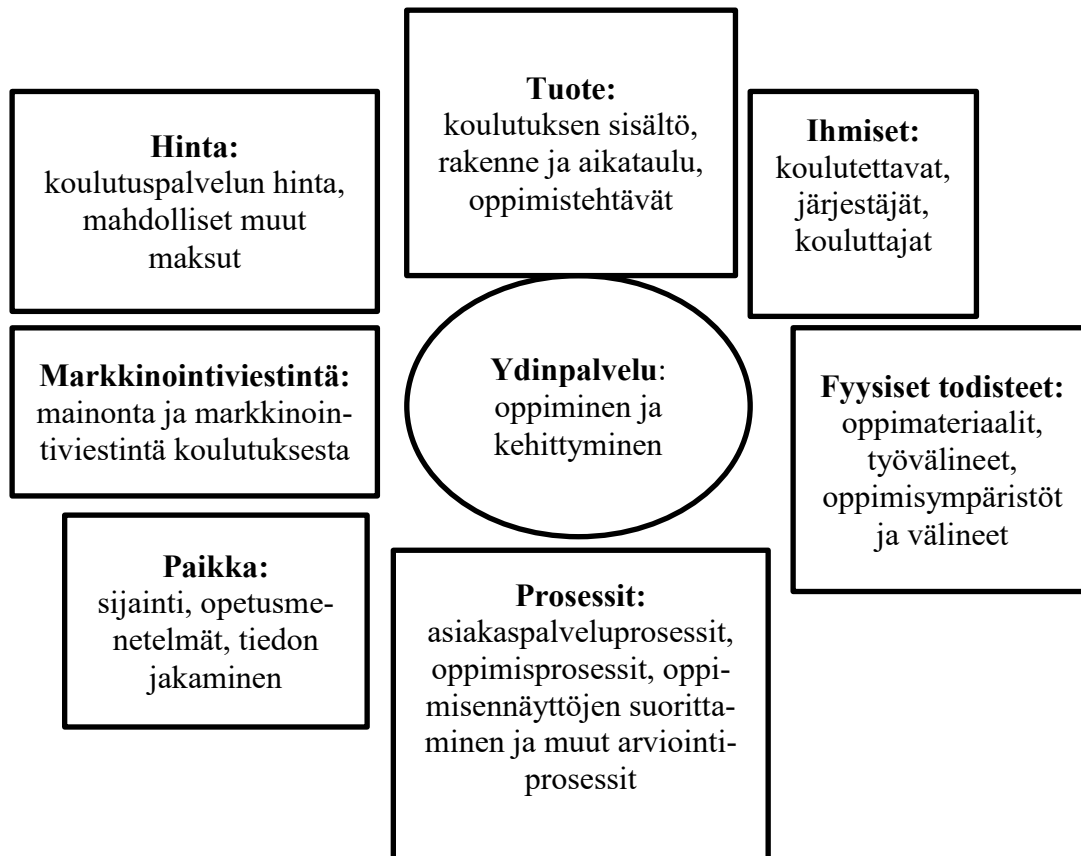 Tuote:
koulutuksen sisältö,
rakenne ja aikataulu,
oppimistehtävät
Hinta:
koulutuspalvelun hinta,
mahdolliset muut
maksut
Ihmiset:
koulutettavat,
järjestäjät,
kouluttajat
Markkinointiviestintä:
mainonta ja markkinoin-
tiviestintä koulutuksesta
Ydinpalvelu:
oppiminen ja
kehittyminen
Fyysiset todisteet:
oppimateriaalit,
työvälineet,
oppimisympäristöt
ja välineet
Paikka:
sijainti, opetusme-
netelmät, tiedon
jakaminen
Prosessit:
asiakaspalveluprosessit,
oppimisprosessit, oppi-
misennäyttöjen suoritta-
minen ja muut arviointi-
prosessit